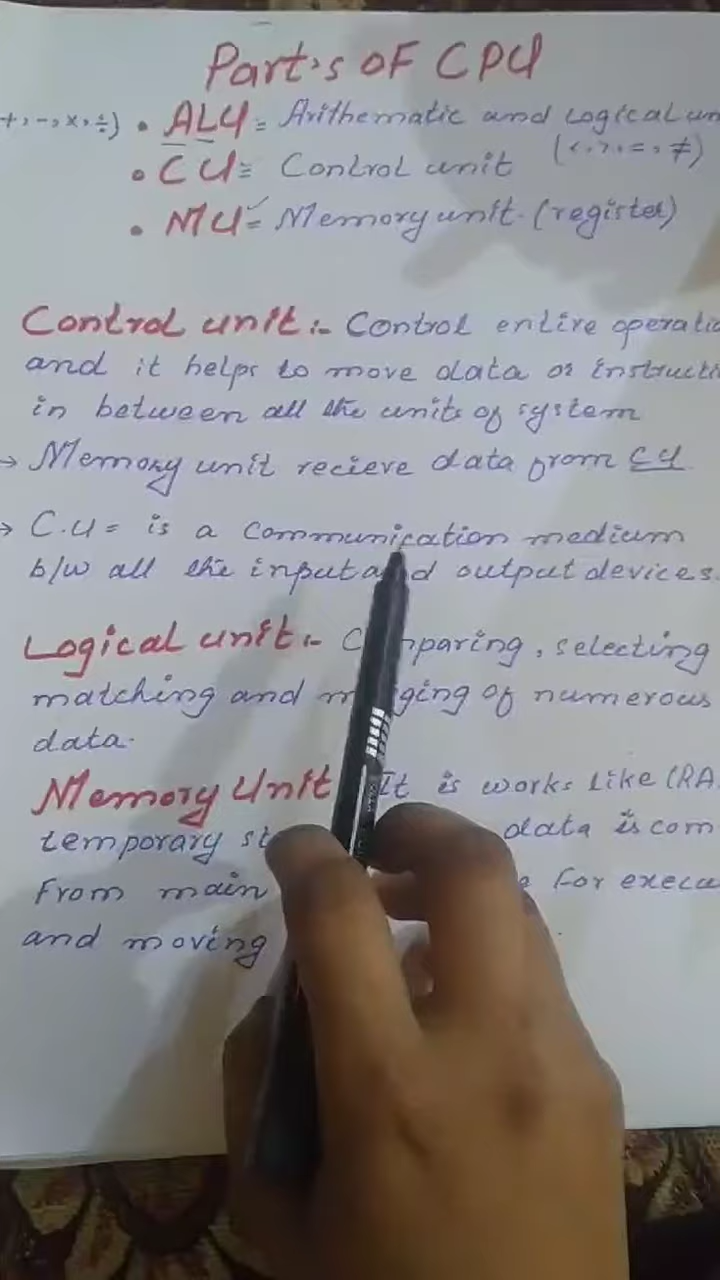 Part's OF CPU
+, -, x, ÷) • ALU = Arithematic and Logical un
(<, >, =, ≠)
• CU = Control unit
• MU = Memory unit. (register)
Control unit :- Control entire operatio
and it helps to move data or instructi
in between all the units of system
→ Memory unit recieve data from CU
→ C.U = is a communication medium
b/w all the input and output devices.
Logical unit :- Comparing, selecting
matching and merging of numerous
data.
Memory Unit It is works Like (RA
temporary st data is com
From main for execu
and moving